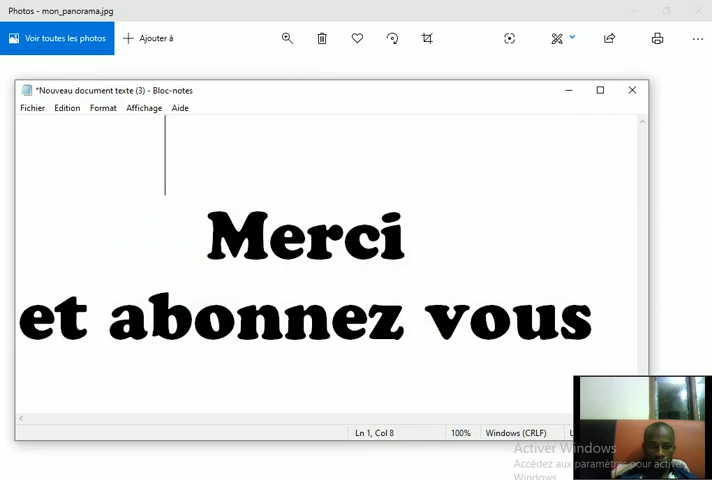 Photos - mon_panorama.jpg
Voir toutes les photos
Ajouter à
*Nouveau document texte (3) - Bloc-notes
Fichier Edition Format Affichage Aide
Merci
et abonnez vous
Ln 1, Col 8 100% Windows (CRLF)
Activer Windows
Accédez aux paramètres pour activer
Windows.